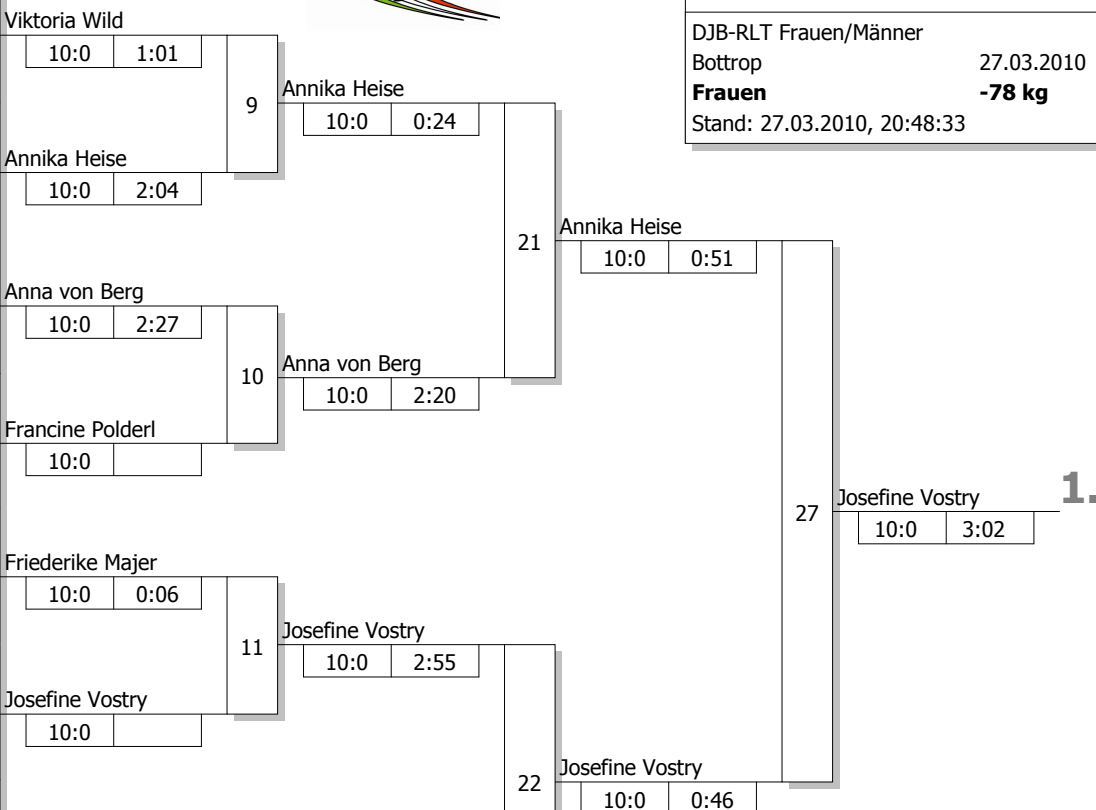 Viktoria Wild
10:0 1:01
9
Annika Heise
10:0 0:24
Annika Heise
10:0 2:04
DJB-RLT Frauen/Männer
Bottrop 27.03.2010
Frauen -78 kg
Stand: 27.03.2010, 20:48:33
21
Annika Heise
10:0 0:51
Anna von Berg
10:0 2:27
10
Anna von Berg
10:0 2:20
Francine Polderl
10:0
27
Josefine Vostry 1.
10:0 3:02
Friederike Majer
10:0 0:06
11
Josefine Vostry
10:0 2:55
Josefine Vostry
10:0
22
Josefine Vostry
10:0 0:46